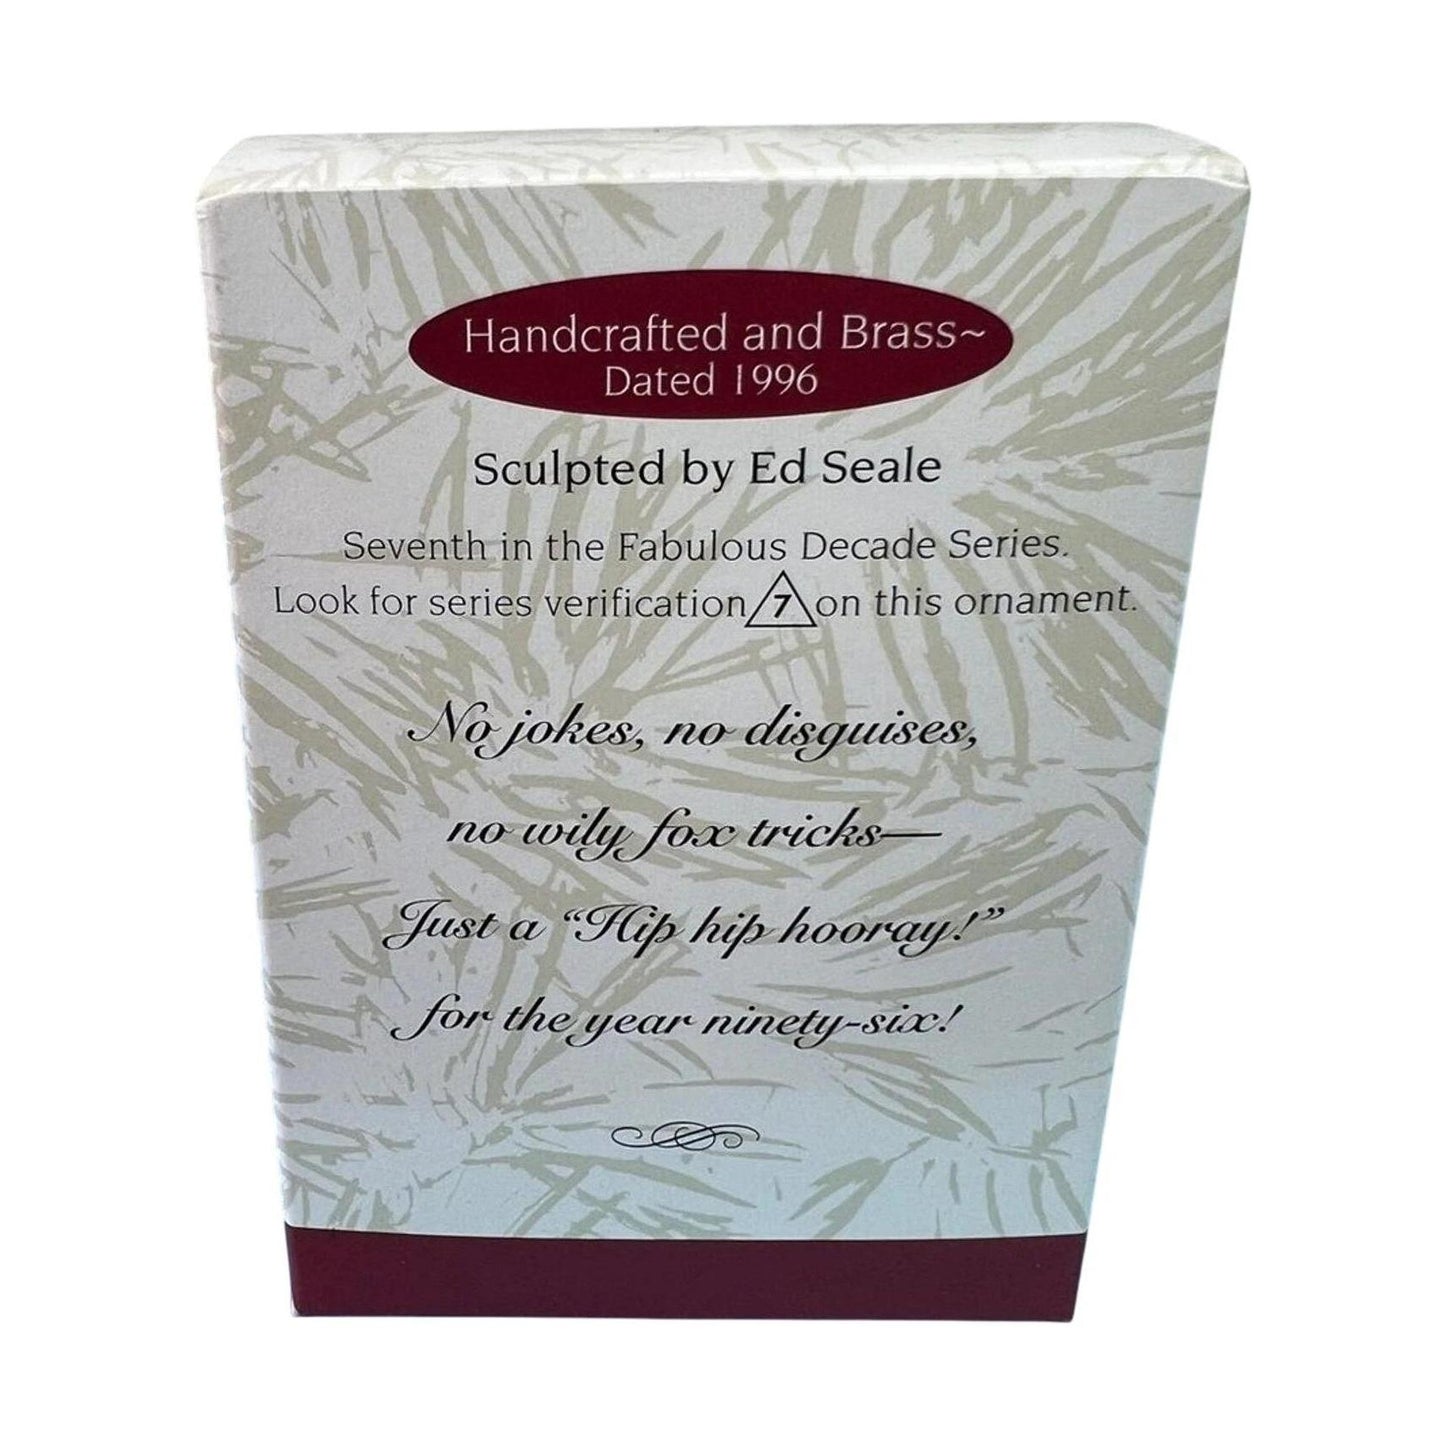 Handcrafted and Brass~
Dated 1996
Sculpted by Ed Seale
Seventh in the Fabulous Decade Series.
Look for series verification 7 on this ornament.
No jokes, no disguises,
no wily fox tricks—
Just a “Hip hip hooray!”
for the year ninety-six!